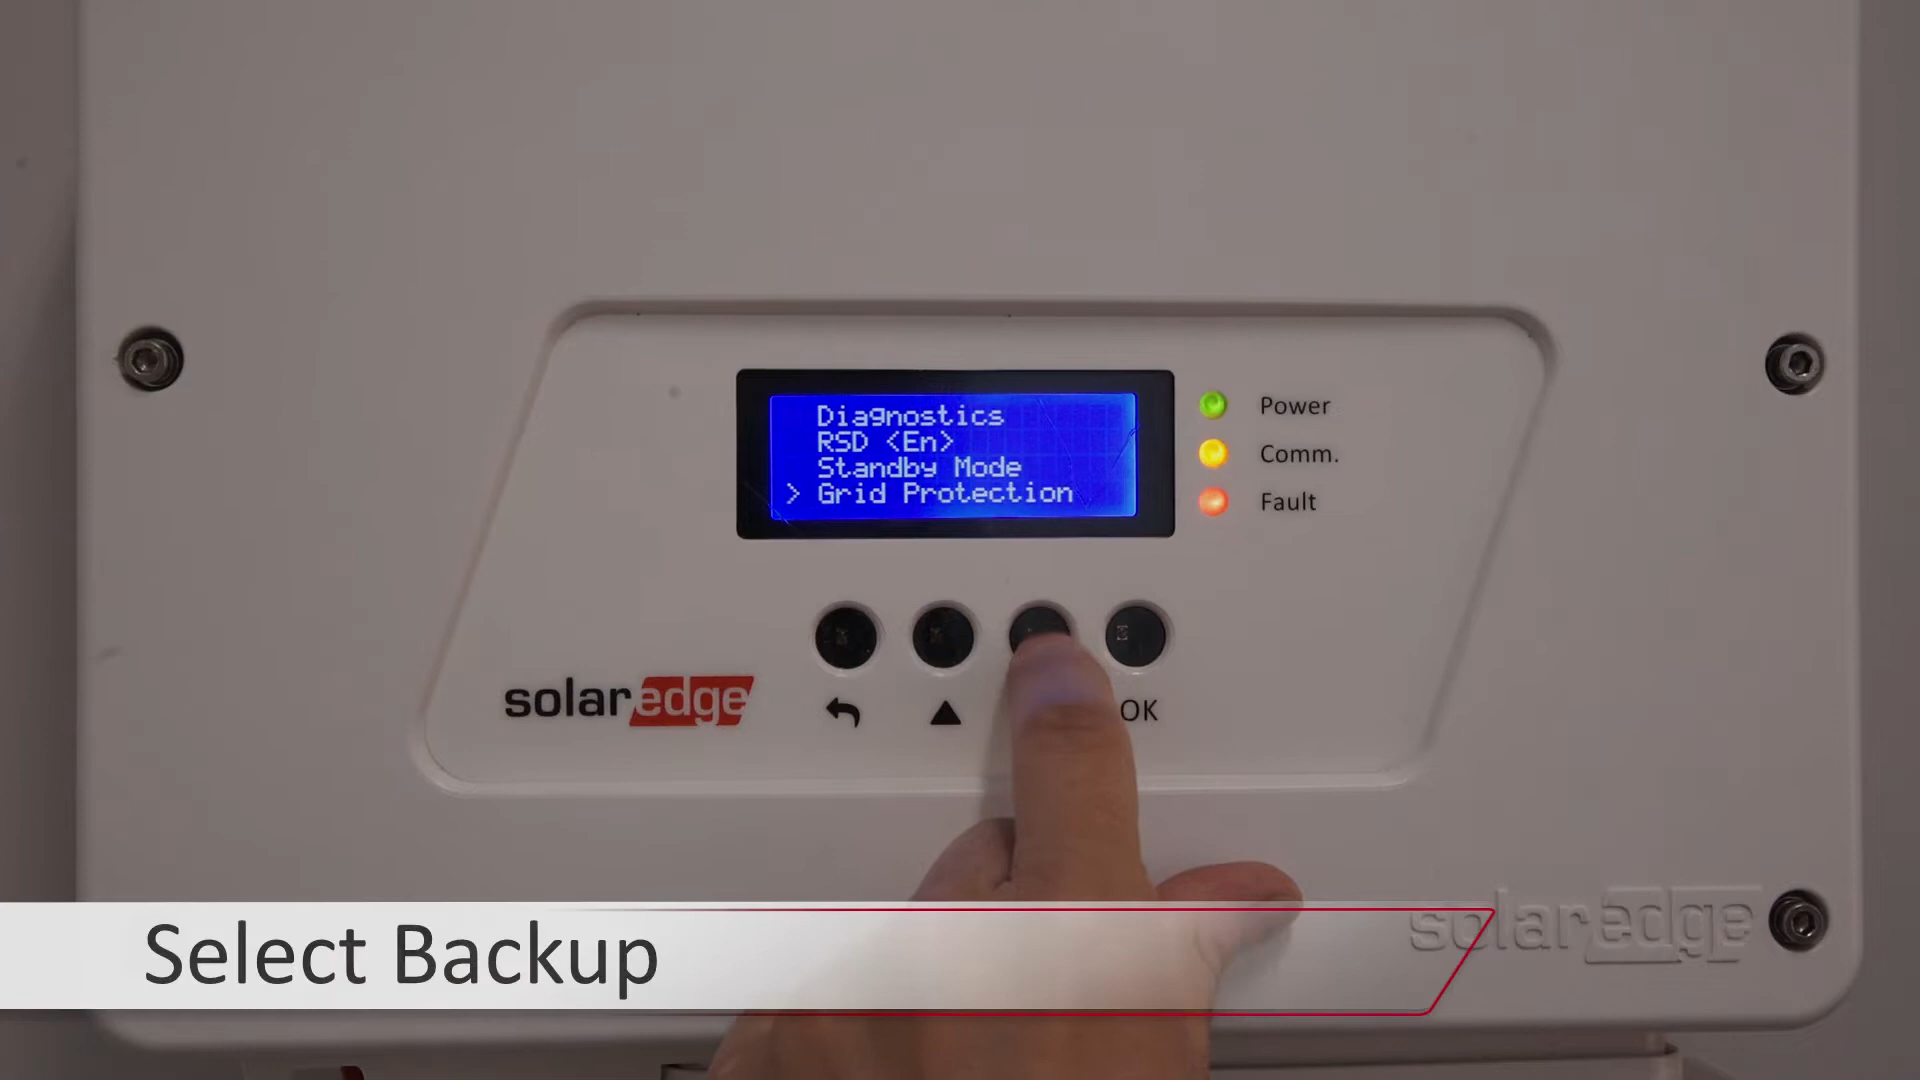 Diagnostics
RSD <En>
Standby Mode
> Grid Protection
Power
Comm.
Fault
OK
solaredge
solaredge
Select Backup